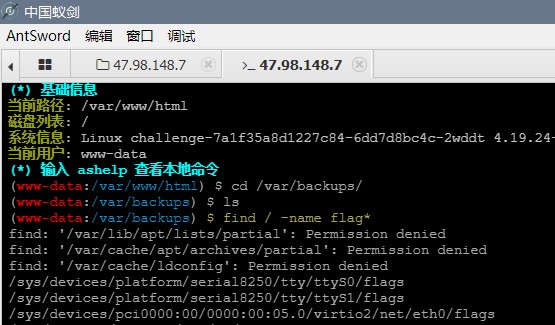 中国蚁剑
AntSword 编辑 窗口 调试
47.98.148.7 >_ 47.98.148.7
(*) 基础信息
当前路径: /var/www/html
磁盘列表: /
系统信息: Linux challenge-7a1f35a8d1227c84-6dd7d8bc4c-2wddt 4.19.24-
当前用户: www-data
(*) 输入 ashelp 查看本地命令
(www-data:/var/www/html) $ cd /var/backups/
(www-data:/var/backups) $ ls
(www-data:/var/backups) $ find / -name flag*
find: '/var/lib/apt/lists/partial': Permission denied
find: '/var/cache/apt/archives/partial': Permission denied
find: '/var/cache/ldconfig': Permission denied
/sys/devices/platform/serial8250/tty/ttyS0/flags
/sys/devices/platform/serial8250/tty/ttyS1/flags
/sys/devices/pci0000:00/0000:00:05.0/virtio2/net/eth0/flags